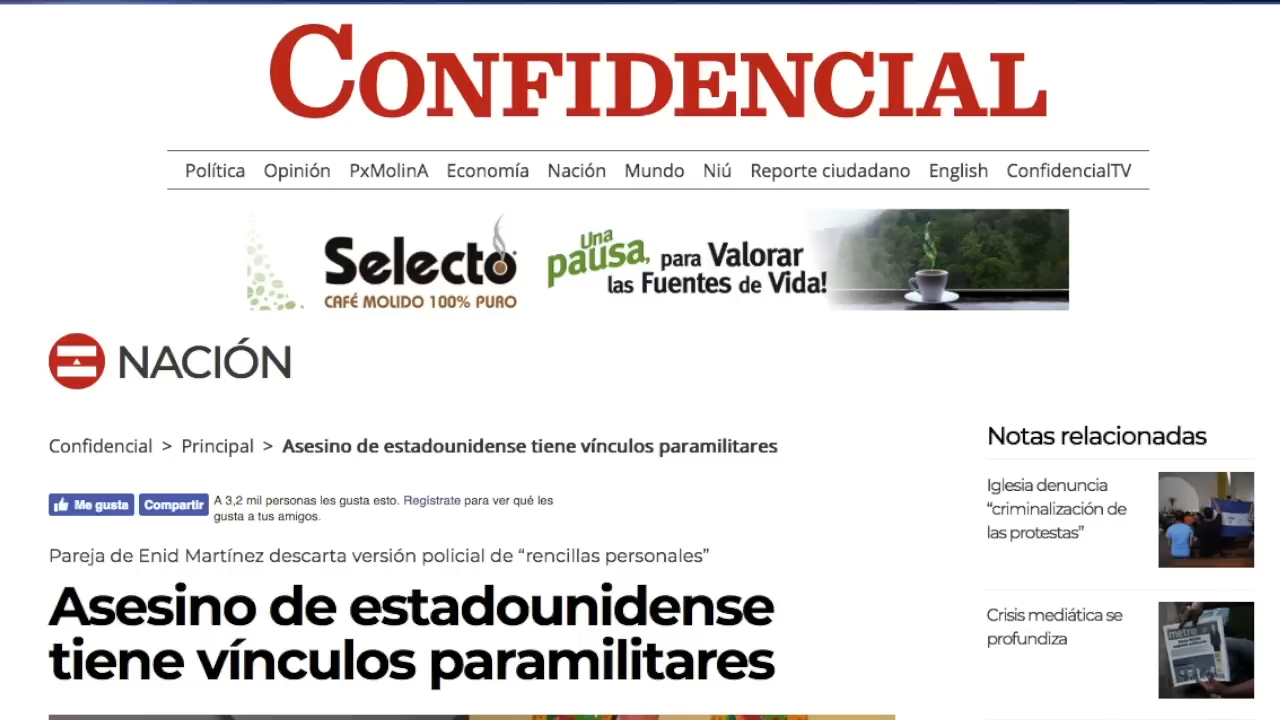 CONFIDENCIAL
Política Opinión PxMolinA Economía Nación Mundo Niú Reporte ciudadano English ConfidencialTV
Selecto
CAFÉ MOLIDO 100% PURO
Una
pausa, para Valorar
las Fuentes de Vida!
NACIÓN
Confidencial > Principal > Asesino de estadounidense tiene vínculos paramilitares
Me gusta Compartir A 3,2 mil personas les gusta esto. Regístrate para ver qué les
gusta a tus amigos.
Pareja de Enid Martínez descarta versión policial de “rencillas personales”
Asesino de estadounidense
tiene vínculos paramilitares
Notas relacionadas
Iglesia denuncia
“criminalización de
las protestas”
Crisis mediática se
profundiza
metro